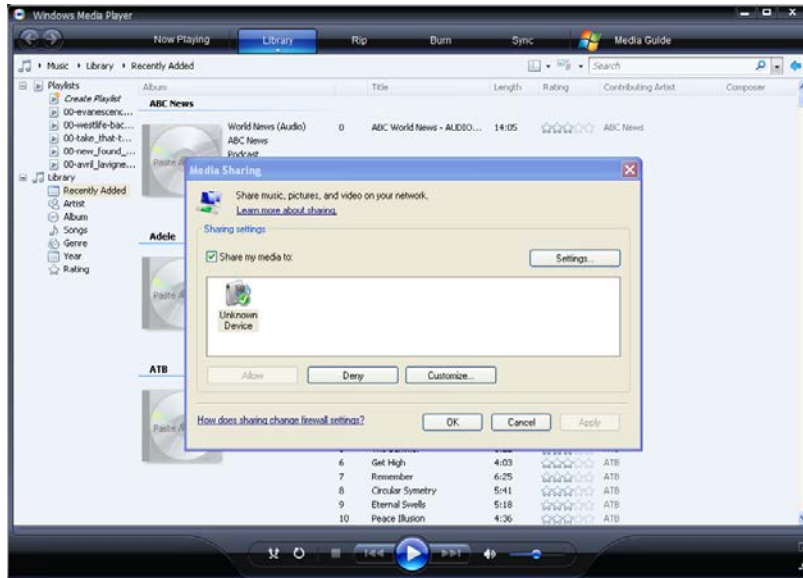 Windows Media Player
Now Playing Library Rip Burn Sync Media Guide
Music Library Recently Added Search
Playlists
Create Playlist
00-evanescenc...
00-westlife-bac...
00-take_that-t...
00-new_found_...
00-avril_lavigne...
Library
Recently Added
Artist
Album
Songs
Genre
Year
Rating
Album Title Length Rating Contributing Artist Composer
ABC News
World News (Audio) 0 ABC World News - AUDIO... 14:05 ABC News
ABC News
Podcast
Paste A
Adele
Paste A
ATB
Paste A
Media Sharing
Share music, pictures, and video on your network.
Learn more about sharing.
Sharing settings
Share my media to: Settings...
Unknown
Device
Allow Deny Customize...
How does sharing change firewall settings? OK Cancel Apply
6 Get High 4:03 ATB
7 Remember 6:25 ATB
8 Circular Symetry 5:41 ATB
9 Eternal Swells 5:18 ATB
10 Peace Illusion 4:36 ATB